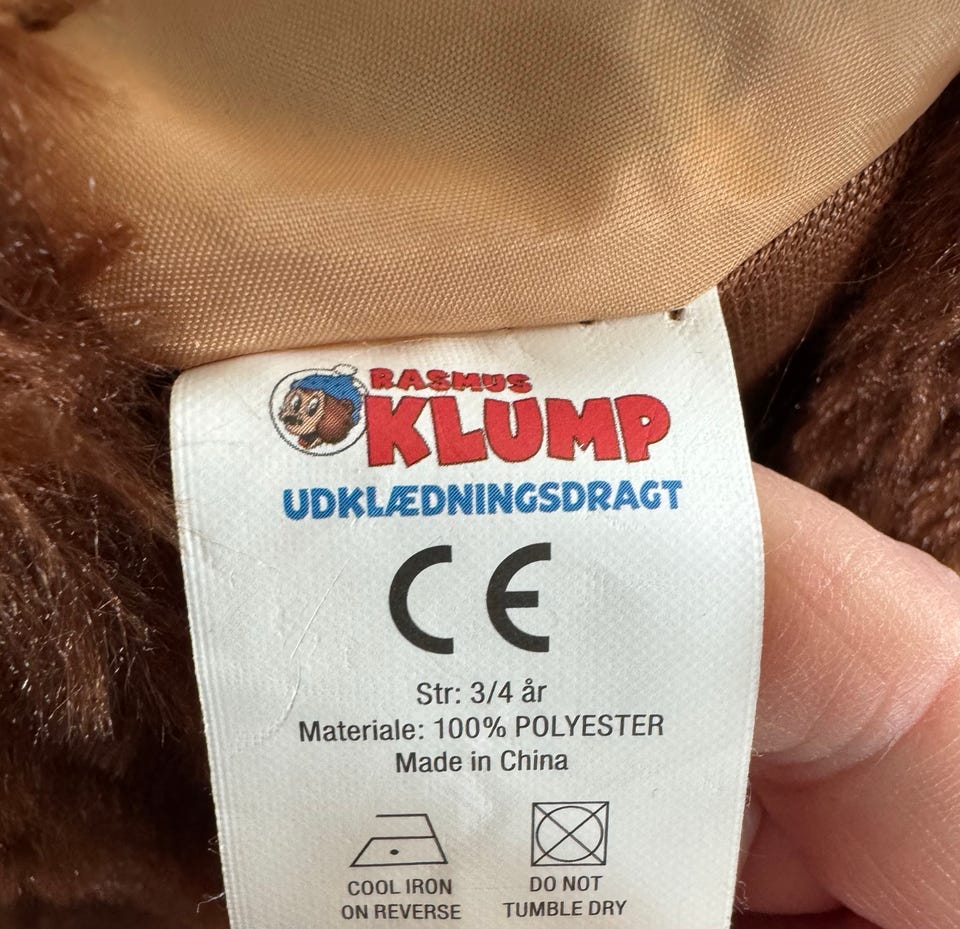 RASMUS
KLUMP
UDKLÆDNINGSDRAGT
CE
Str: 3/4 år
Materiale: 100% POLYESTER
Made in China
COOL IRON
ON REVERSE
DO NOT
TUMBLE DRY